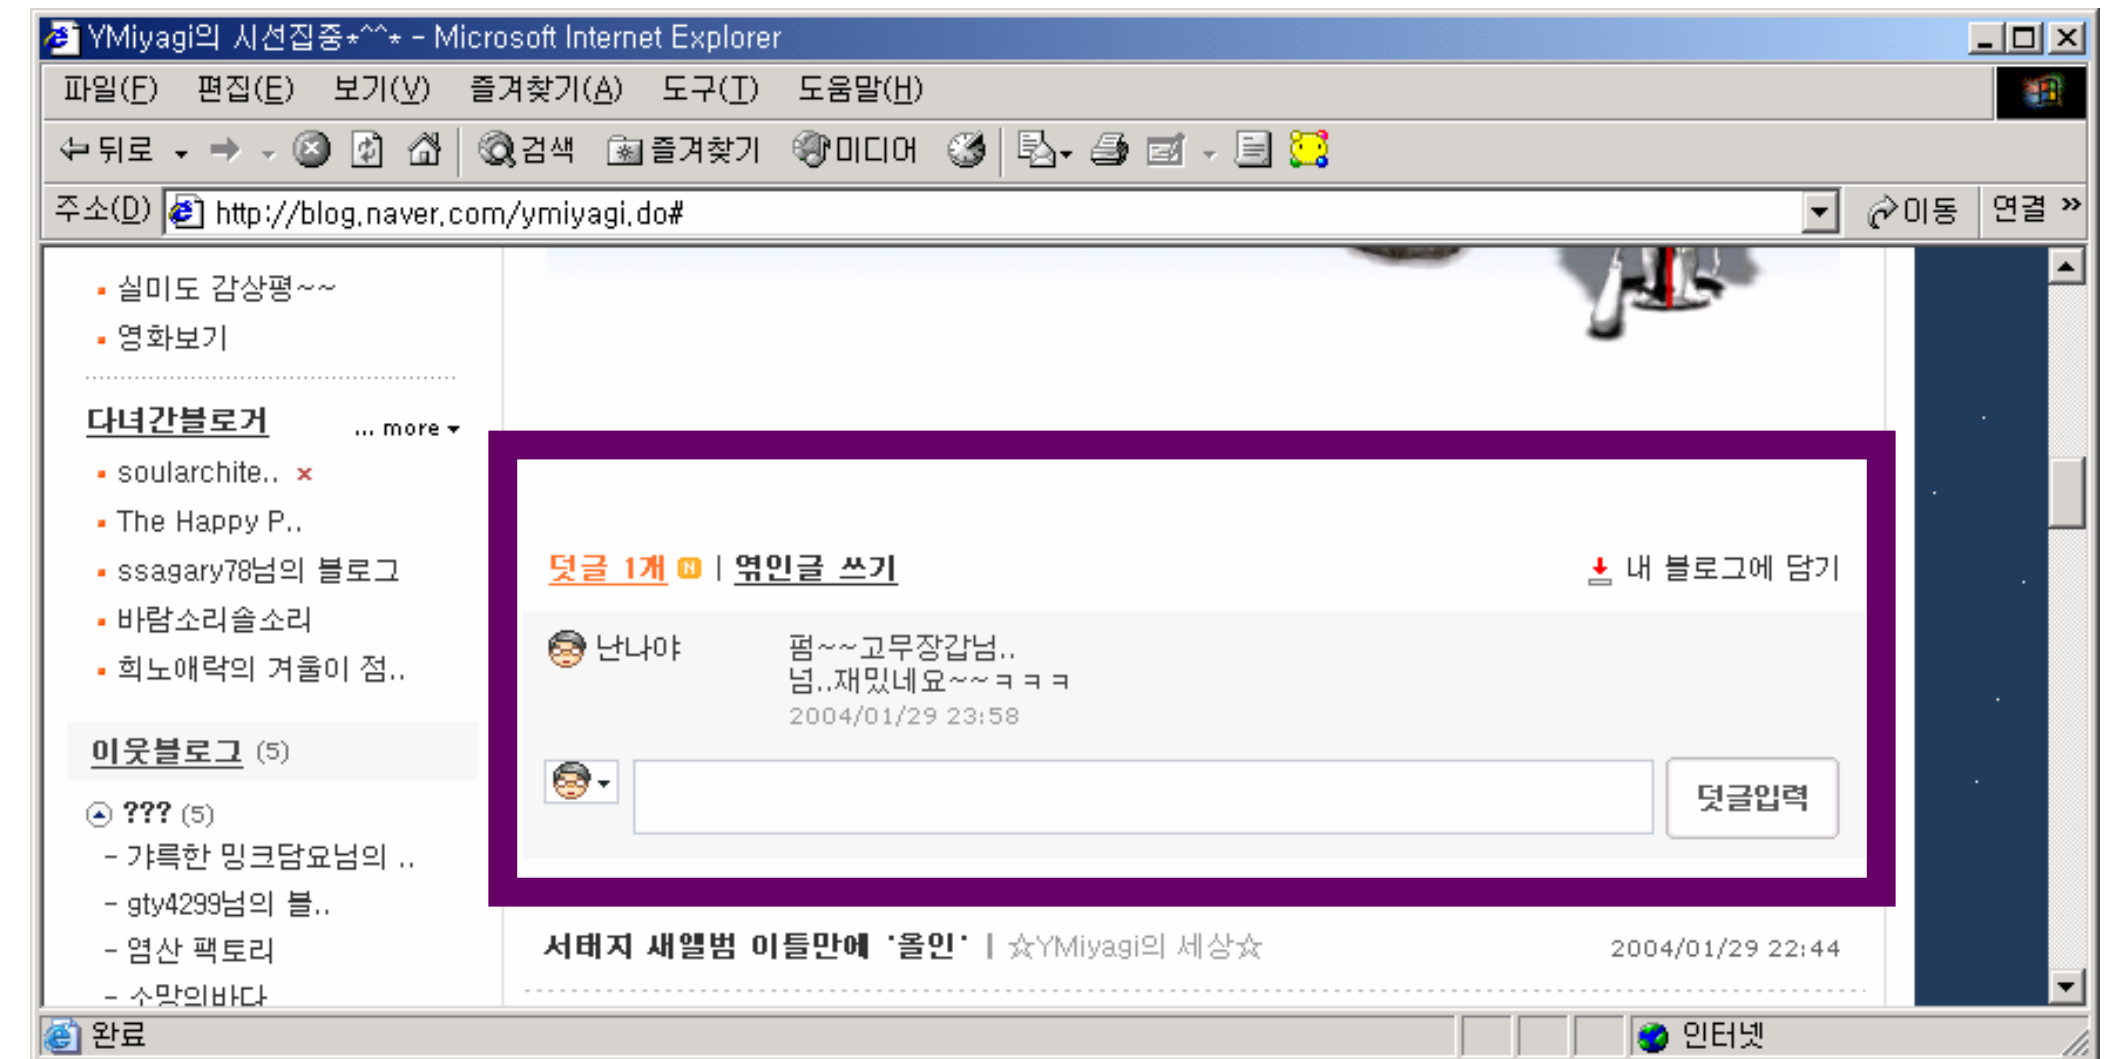 YMiyagi의 시선집중*^^* - Microsoft Internet Explorer
파일(F) 편집(E) 보기(V) 즐겨찾기(A) 도구(T) 도움말(H)
뒤로 검색 즐겨찾기 미디어
주소(D) http://blog.naver.com/ymiyagi.do# 이동 연결 »
실미도 감상평~~
영화보기
다녀간블로거 ... more
soularchite.. x
The Happy P..
ssagary78님의 블로그
바람소리솔소리
희노애락의 겨울이 점..
이웃블로그 (5)
??? (5)
- 갸륵한 밍크담요님의 ..
- gty4299님의 블..
- 염산 팩토리
- 소망의바다
덧글 1개 N | 엮인글 쓰기 내 블로그에 담기
난나야 펌~~고무장갑님..
넘..재밌네요~~ㅋㅋㅋ
2004/01/29 23:58
덧글입력
서태지 새앨범 이틀만에 '올인' | ☆YMiyagi의 세상☆ 2004/01/29 22:44
완료 인터넷